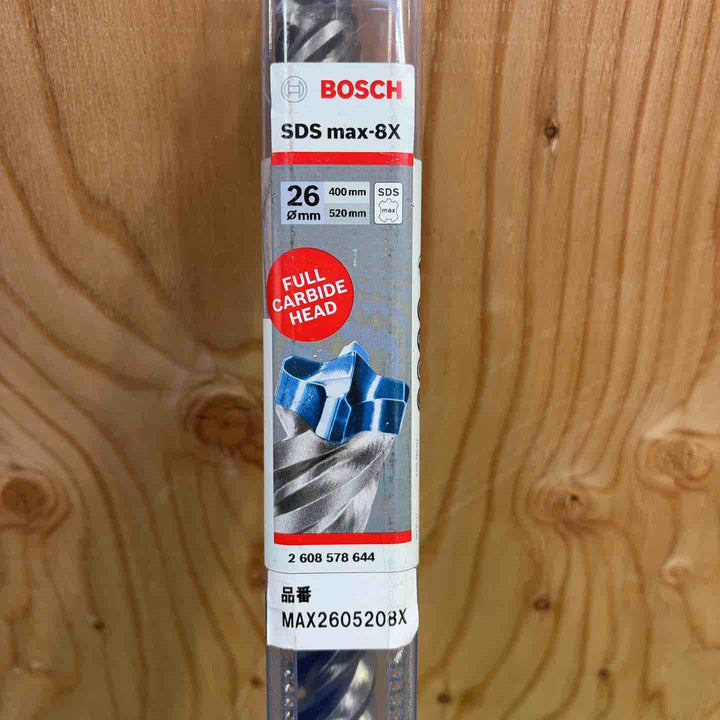 BOSCH
SDS max-8X
26 400 mm SDS
Ømm 520 mm max
FULL
CARBIDE
HEAD
2 608 578 644
品番
MAX2605208X